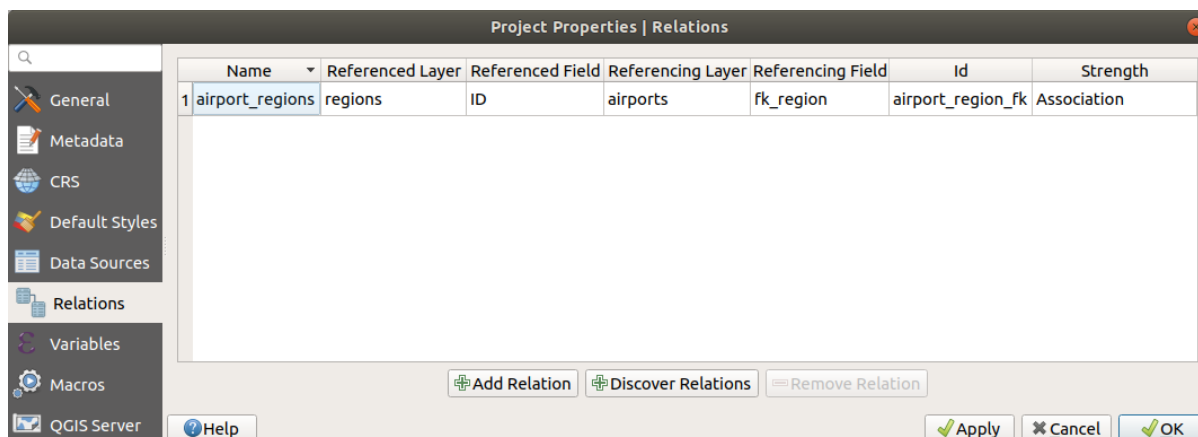 Project Properties | Relations
General
Metadata
CRS
Default Styles
Data Sources
Relations
Variables
Macros
QGIS Server
Name Referenced Layer Referenced Field Referencing Layer Referencing Field Id Strength
1 airport_regions regions ID airports fk_region airport_region_fk Association
Add Relation Discover Relations Remove Relation
Help Apply Cancel OK